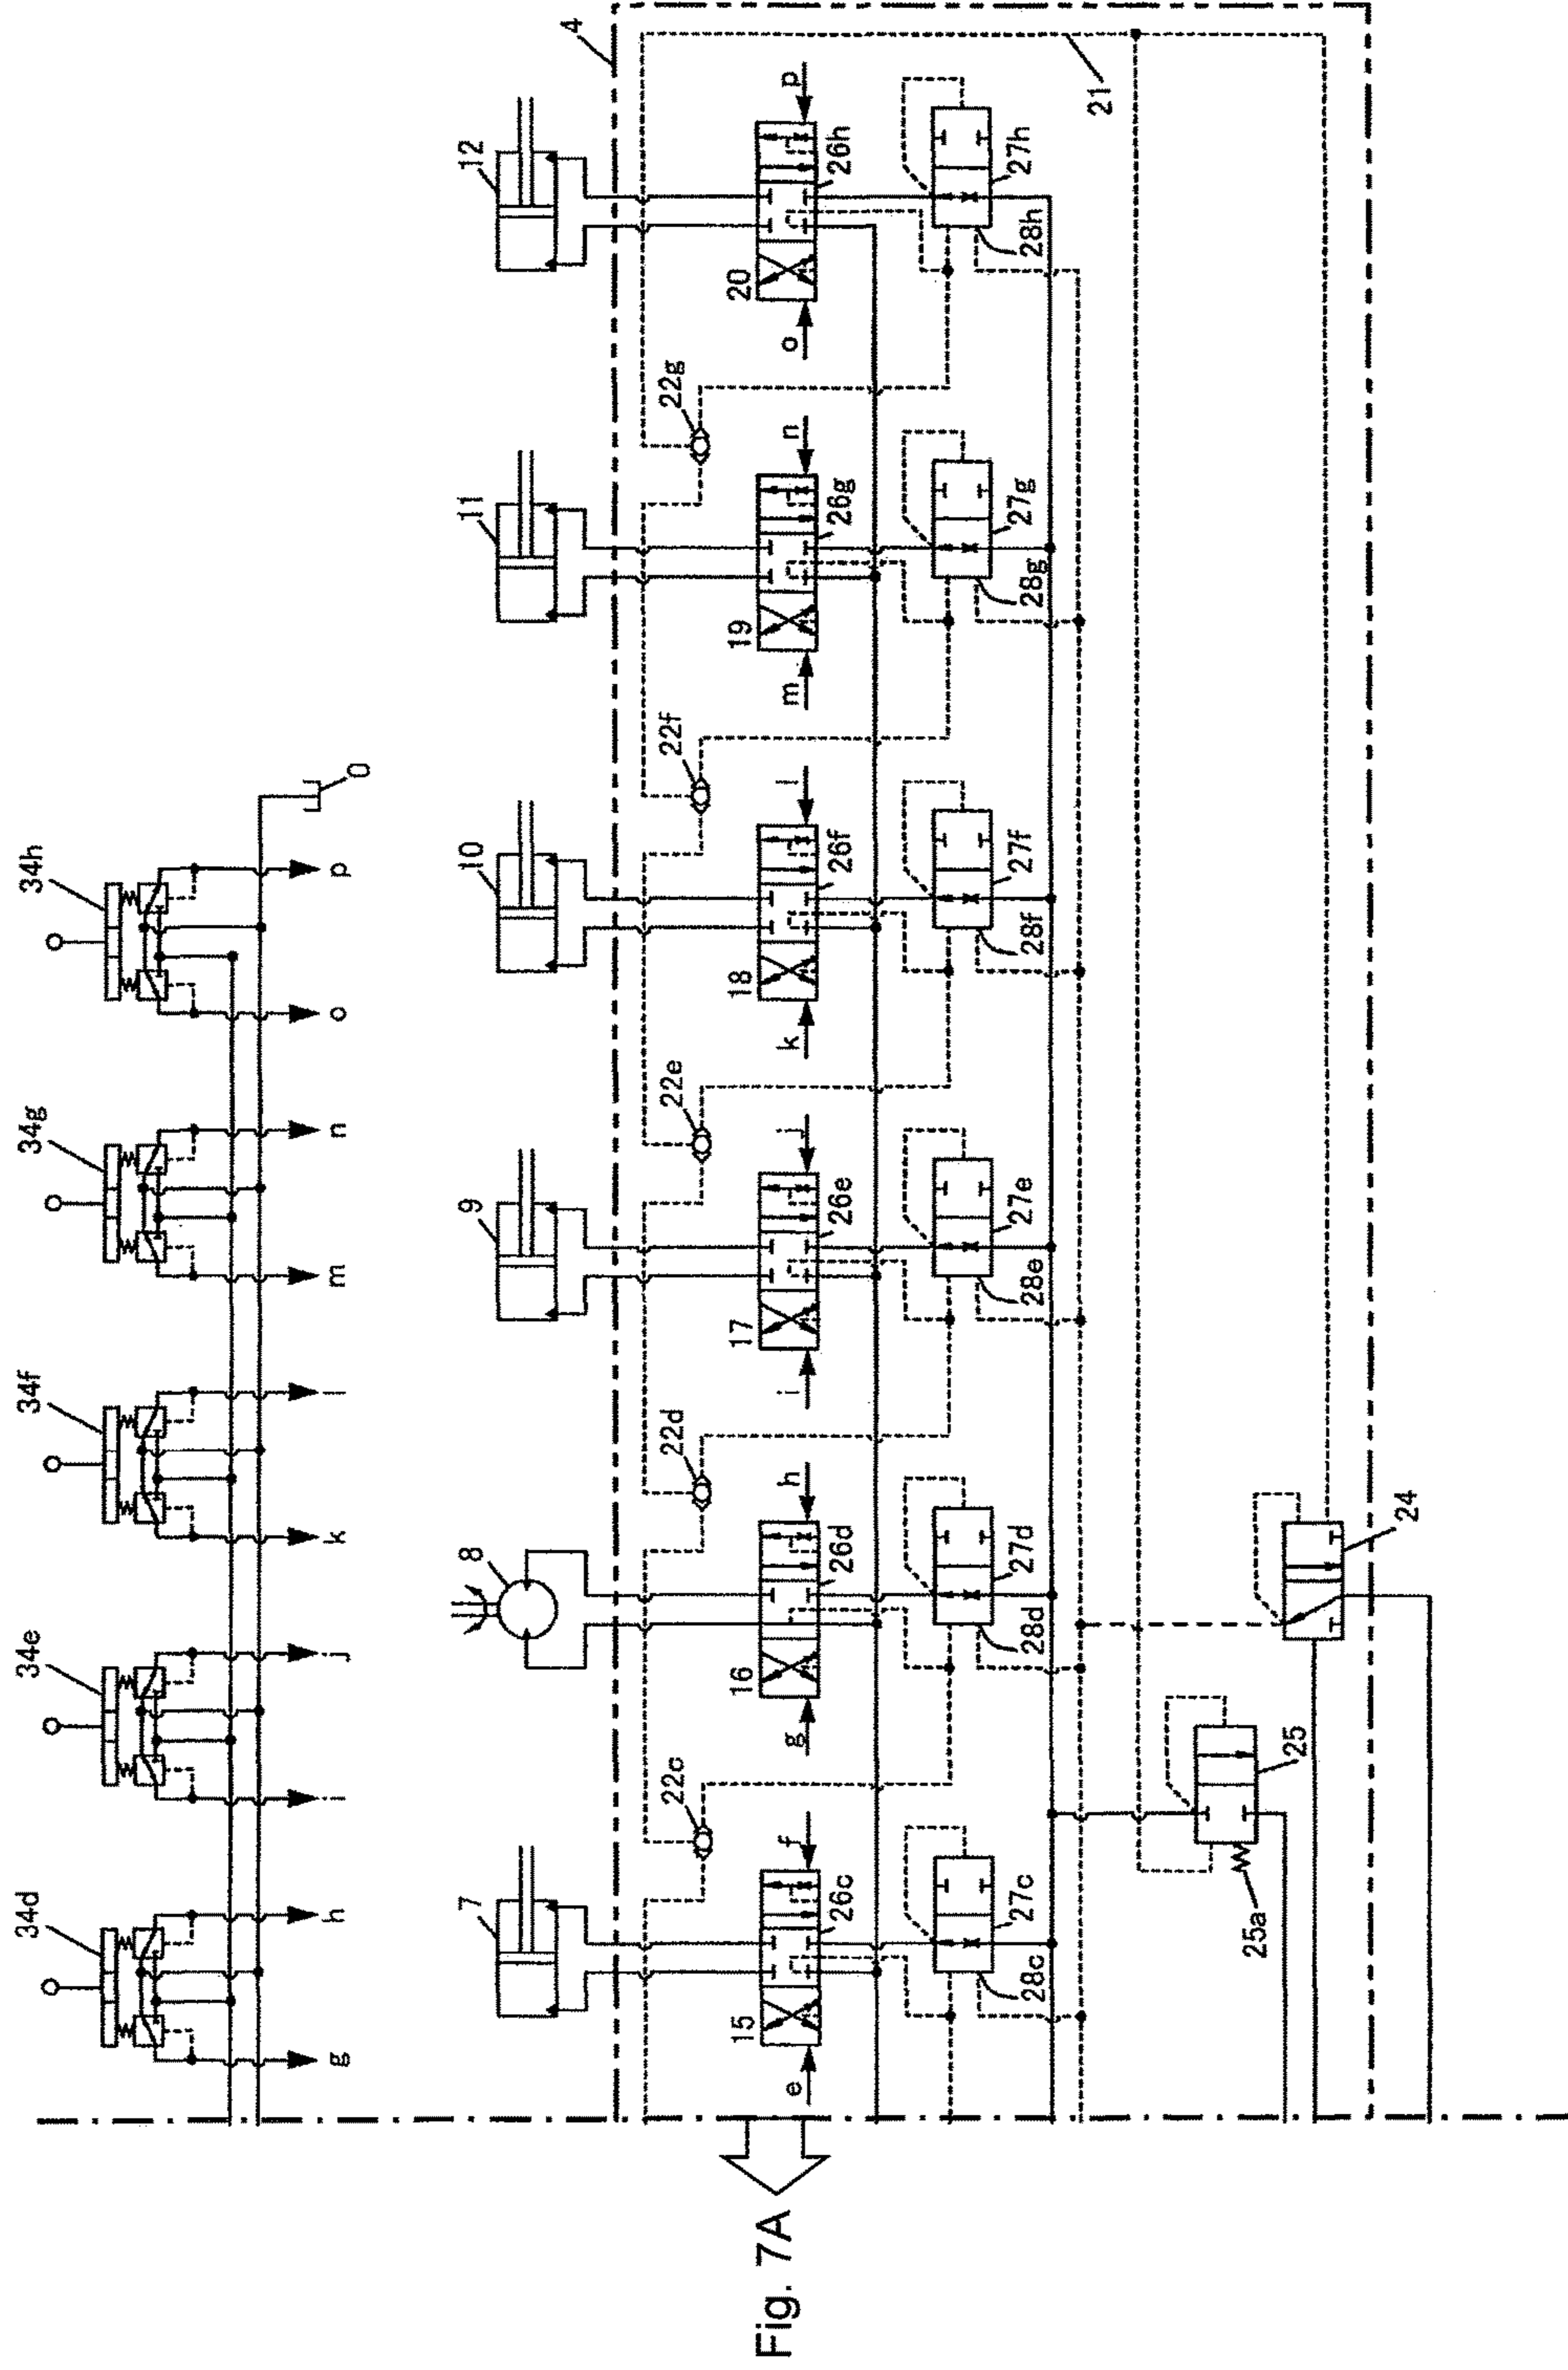 34d
34e
34f
34g
34h
g
h
i
j
k
l
m
n
o
p
0
7
8
9
10
11
12
4
22c
22d
22e
22f
22g
15
16
17
18
19
20
e
f
g
h
i
j
k
l
m
n
o
p
26c
26d
26e
26f
26g
26h
28c
27c
28d
27d
28e
27e
28f
27f
28g
27g
28h
27h
21
25a
25
24
Fig. 7A